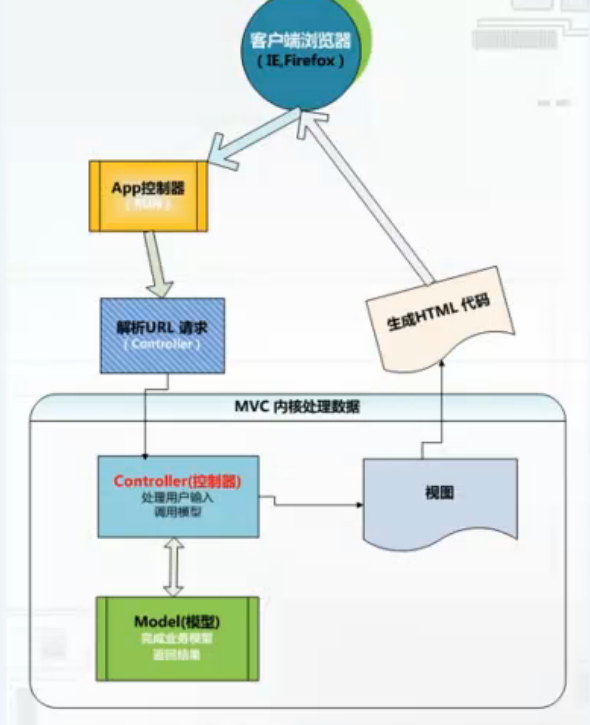 客户端浏览器
（IE,Firefox）
App控制器
（RUN）
解析URL 请求
（Controller）
生成HTML 代码
MVC 内核处理数据
Controller(控制器)
处理用户输入
调用模型
视图
Model(模型)
完成业务模型
返回结果